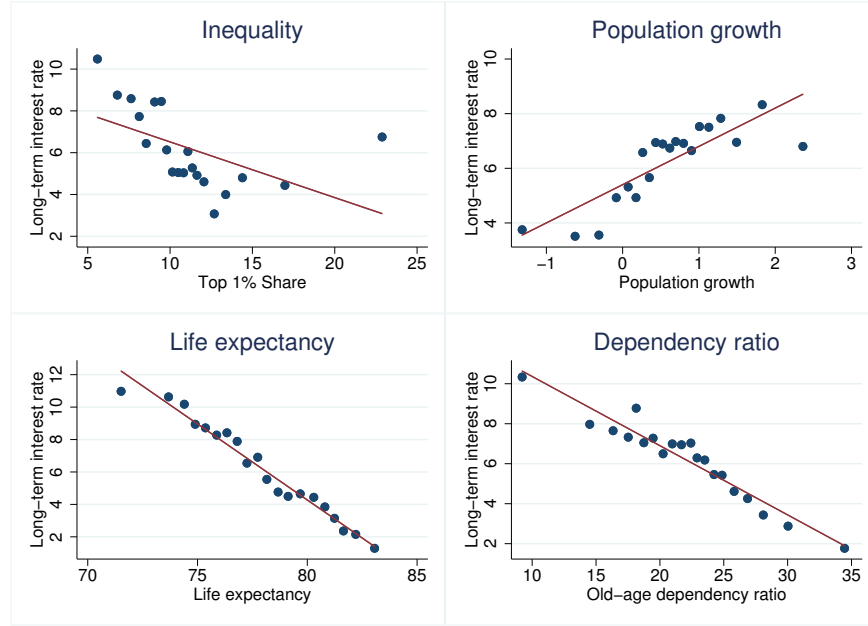 Inequality
Long−term interest rate
10
8
6
4
2
5 10 15 20 25
Top 1% Share
Population growth
Long−term interest rate
10
8
6
4
−1 0 1 2 3
Population growth
Life expectancy
Long−term interest rate
12
10
8
6
4
2
70 75 80 85
Life expectancy
Dependency ratio
Long−term interest rate
10
8
6
4
2
10 15 20 25 30 35
Old−age dependency ratio